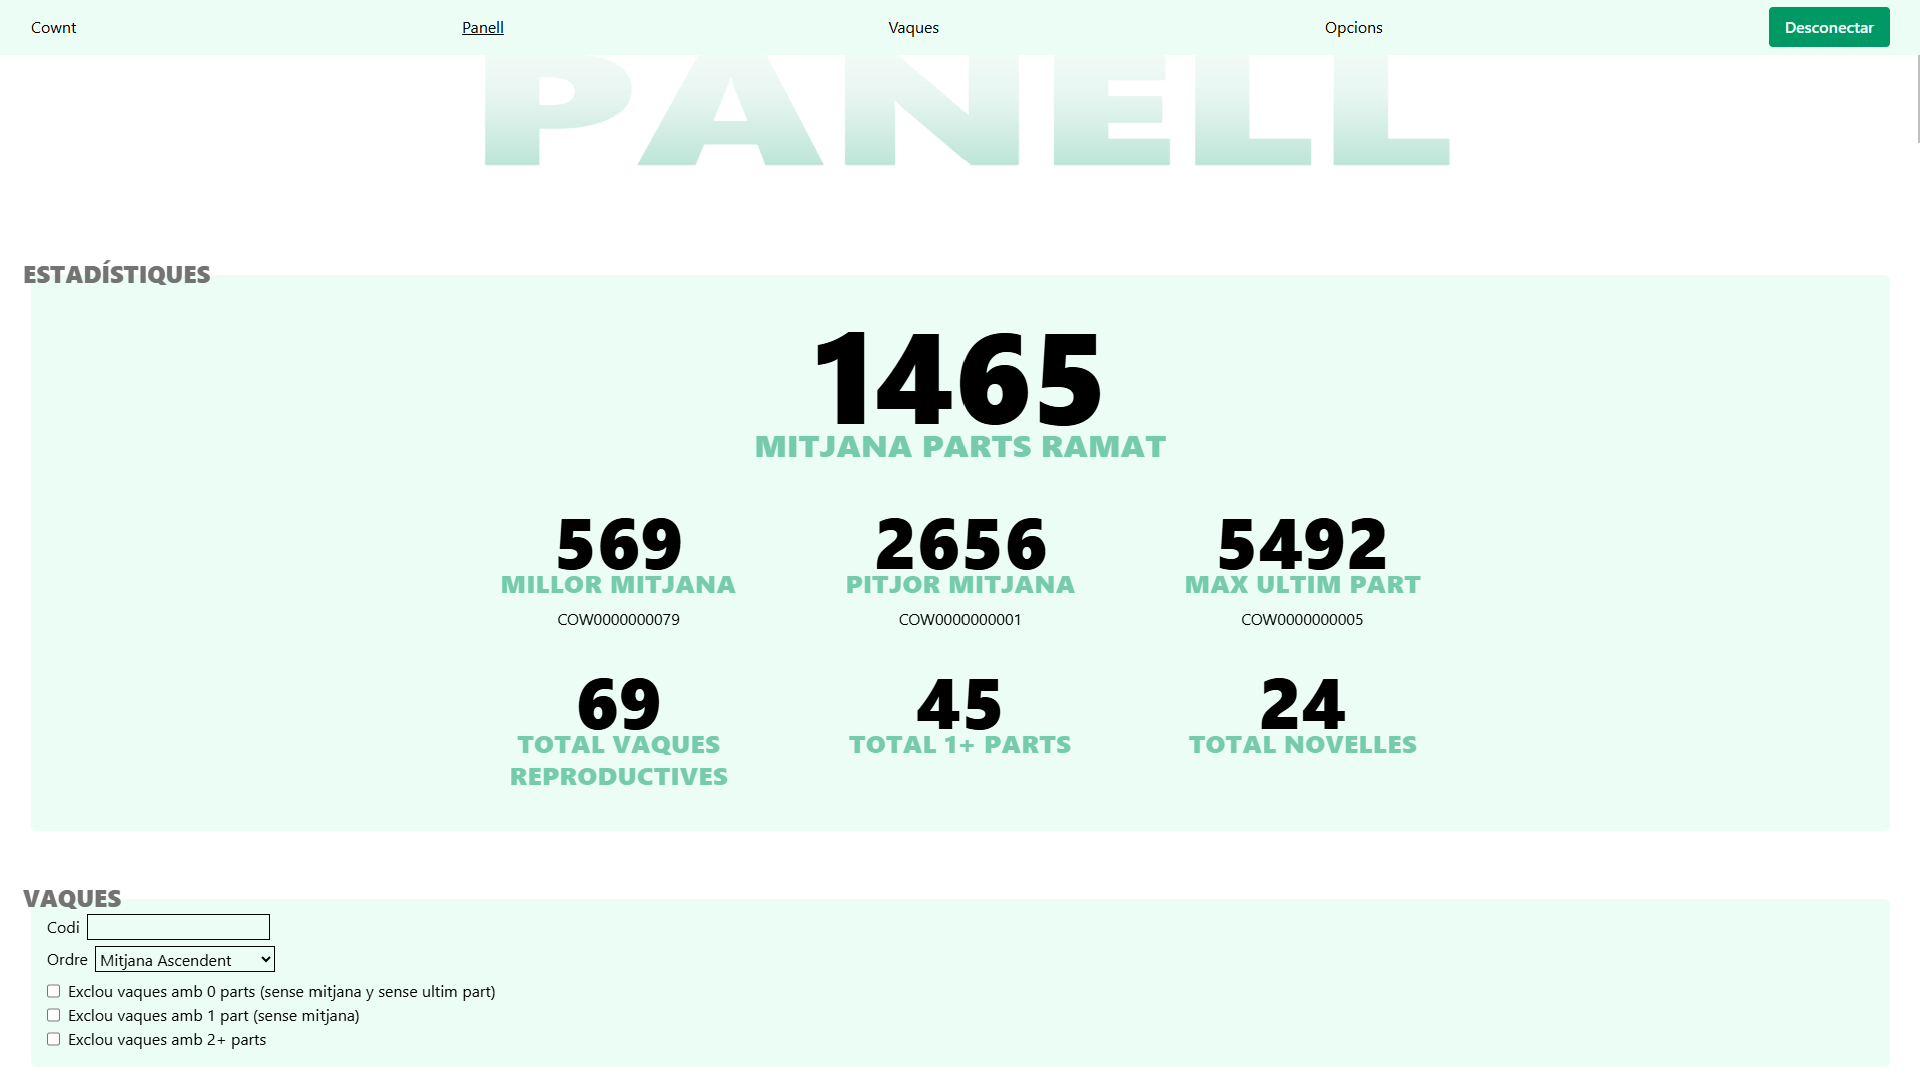 Cownt
Panell
Vaques
Opcions
Desconectar
PANELL
ESTADÍSTIQUES
1465
MITJANA PARTS RAMAT
569
MILLOR MITJANA
COW0000000079
2656
PITJOR MITJANA
COW0000000001
5492
MAX ULTIM PART
COW0000000005
69
TOTAL VAQUES
REPRODUCTIVES
45
TOTAL 1+ PARTS
24
TOTAL NOVELLES
VAQUES
Codi
Ordre Mitjana Ascendent
Exclou vaques amb 0 parts (sense mitjana y sense ultim part)
Exclou vaques amb 1 part (sense mitjana)
Exclou vaques amb 2+ parts